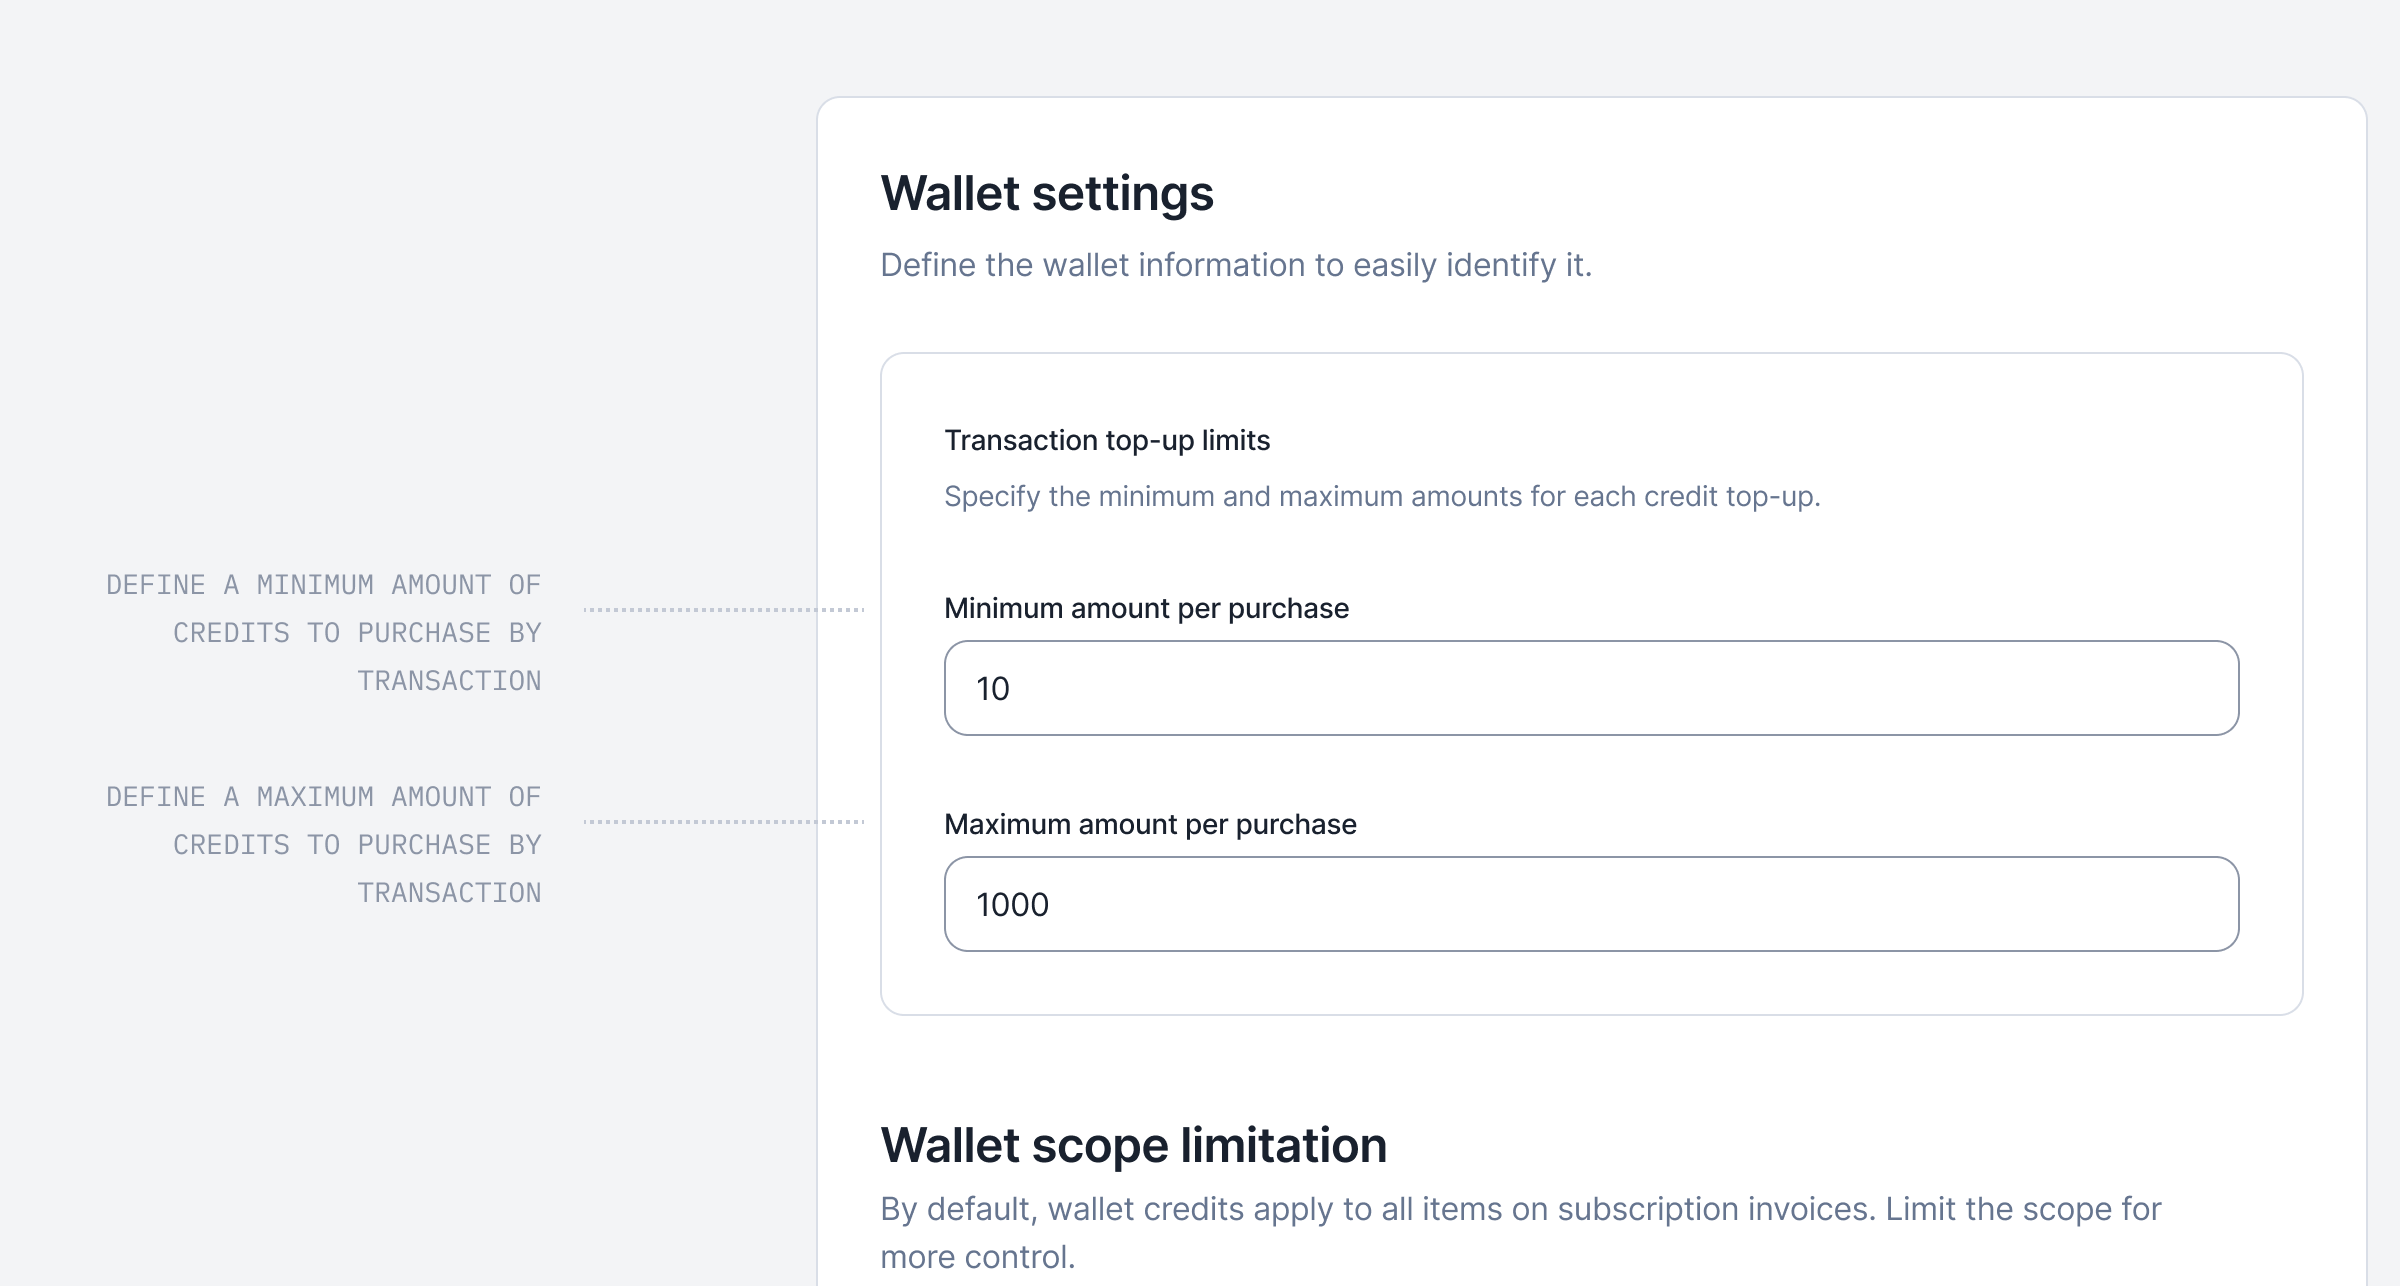 Wallet settings
Define the wallet information to easily identify it.
Transaction top-up limits
Specify the minimum and maximum amounts for each credit top-up.
DEFINE A MINIMUM AMOUNT OF
CREDITS TO PURCHASE BY
TRANSACTION
Minimum amount per purchase
10
DEFINE A MAXIMUM AMOUNT OF
CREDITS TO PURCHASE BY
TRANSACTION
Maximum amount per purchase
1000
Wallet scope limitation
By default, wallet credits apply to all items on subscription invoices. Limit the scope for
more control.